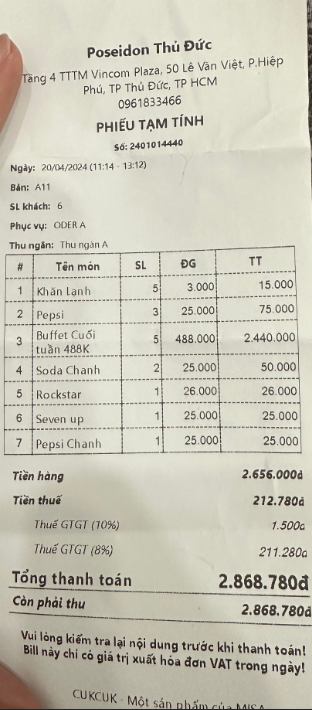 Poseidon Thủ Đức
Tầng 4 TTTM Vincom Plaza, 50 Lê Văn Việt, P.Hiệp
Phú, TP Thủ Đức, TP HCM
0961833466
PHIẾU TẠM TÍNH
Số: 2401014440
Ngày: 20/04/2024 (11:14 - 13:12)
Bàn: A11
SL khách: 6
Phục vụ: ODER A
Thu ngân: Thu ngân A
# Tên món SL ĐG TT
1 Khăn Lạnh 5 3.000 15.000
2 Pepsi 3 25.000 75.000
3 Buffet Cuối tuần 488K 5 488.000 2.440.000
4 Soda Chanh 2 25.000 50.000
5 Rockstar 1 26.000 26.000
6 Seven up 1 25.000 25.000
7 Pepsi Chanh 1 25.000 25.000
Tiền hàng 2.656.000đ
Tiền thuế 212.780đ
Thuế GTGT (10%) 1.500đ
Thuế GTGT (8%) 211.280đ
Tổng thanh toán 2.868.780đ
Còn phải thu 2.868.780đ
Vui lòng kiểm tra lại nội dung trước khi thanh toán!
Bill này chỉ có giá trị xuất hóa đơn VAT trong ngày!
CUKCUK - Một sản phẩm của MISA